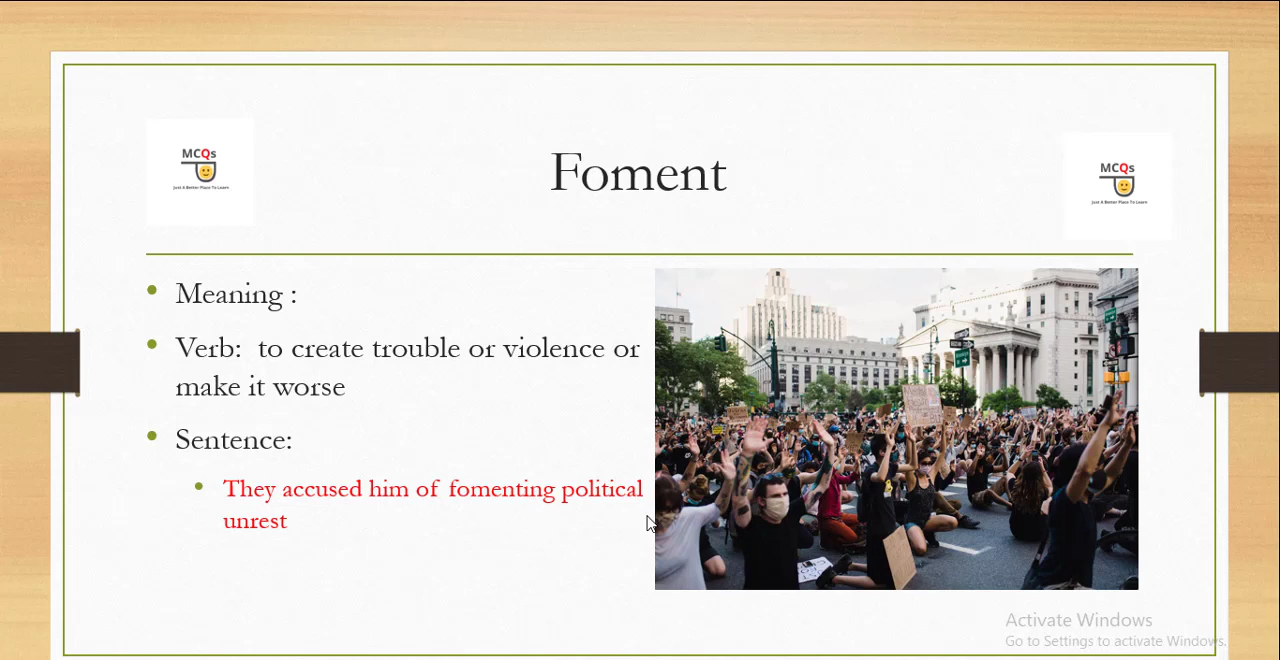 MCQs
Just A Better Place To Learn
Foment
MCQs
Just A Better Place To Learn
Meaning :
Verb: to create trouble or violence or
make it worse
Sentence:
They accused him of fomenting political
unrest
Activate Windows
Go to Settings to activate Windows.